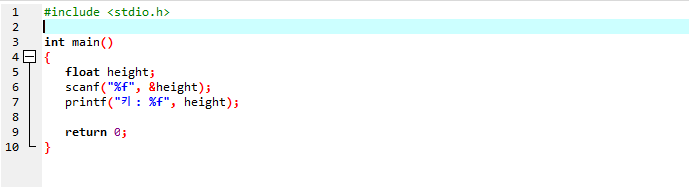 1 #include <stdio.h>
2
3 int main()
4 {
5 float height;
6 scanf("%f", &height);
7 printf("키 : %f", height);
8
9 return 0;
10 }